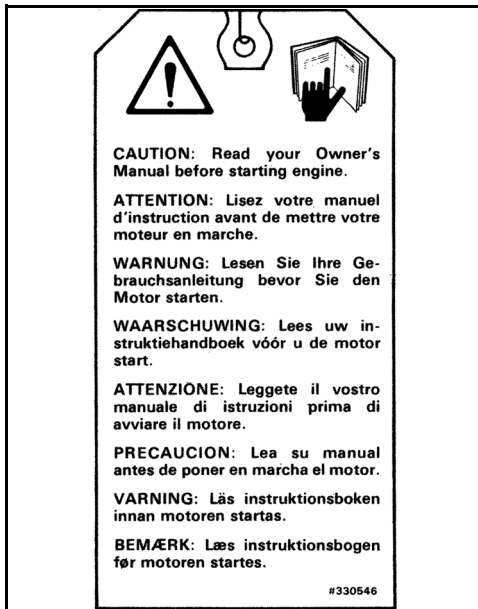 CAUTION: Read your Owner's
Manual before starting engine.
ATTENTION: Lisez votre manuel
d'instruction avant de mettre votre
moteur en marche.
WARNUNG: Lesen Sie Ihre Ge-
brauchsanleitung bevor Sie den
Motor starten.
WAARSCHUWING: Lees uw in-
struktiehandboek vóór u de motor
start.
ATTENZIONE: Leggete il vostro
manuale di istruzioni prima di
avviare il motore.
PRECAUCION: Lea su manual
antes de poner en marcha el motor.
VARNING: Läs instruktionsboken
innan motoren startas.
BEMÆRK: Læs instruktionsbogen
før motoren startes.
#330546